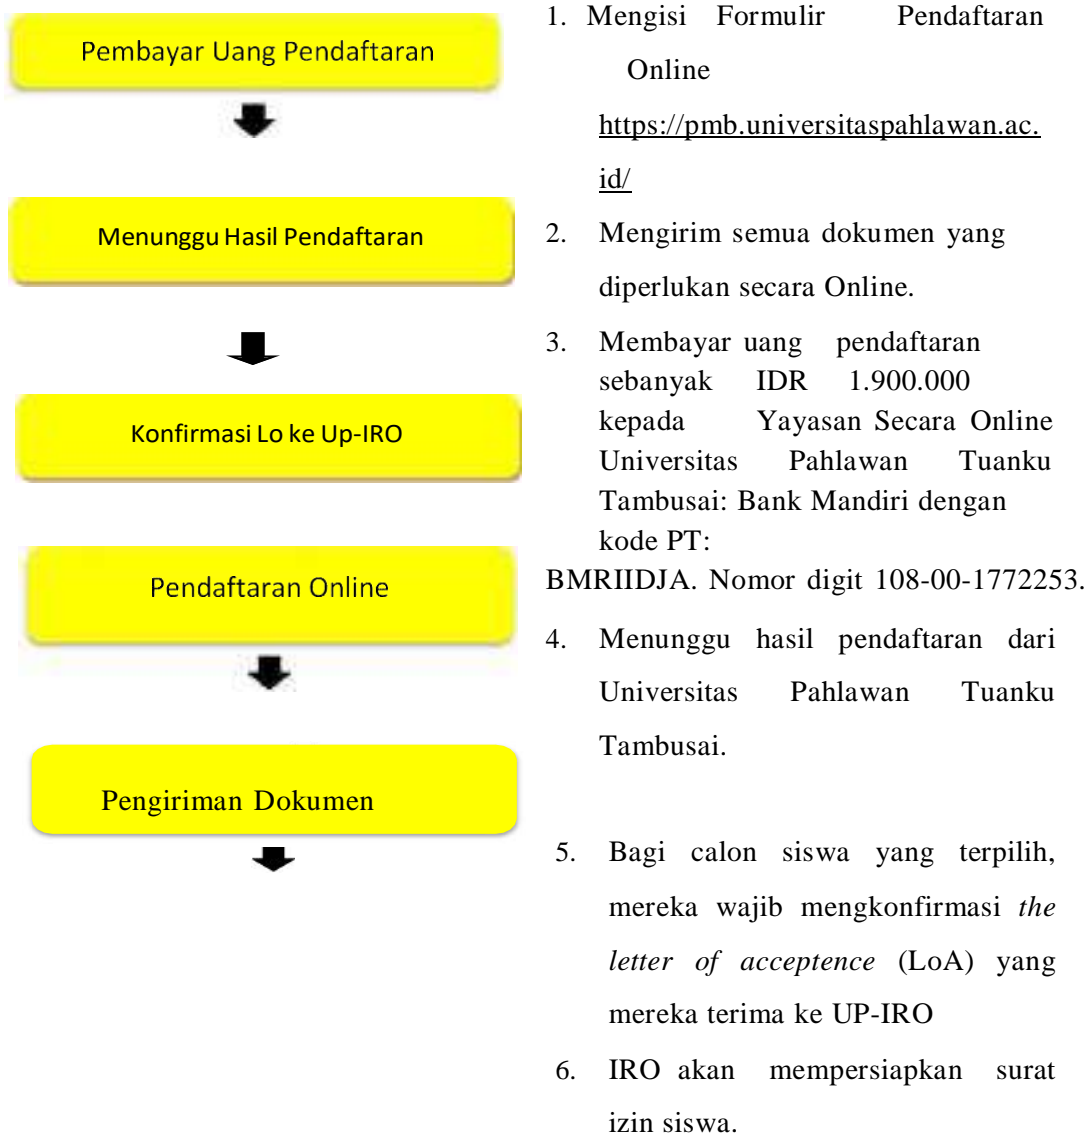 Pembayar Uang Pendaftaran
Menunggu Hasil Pendaftaran
Konfirmasi Lo ke Up-IRO
Pendaftaran Online
Pengiriman Dokumen
1. Mengisi Formulir Pendaftaran
Online
https://pmb.universitaspahlawan.ac.
id/
2. Mengirim semua dokumen yang
diperlukan secara Online.
3. Membayar uang pendaftaran
sebanyak IDR 1.900.000
kepada Yayasan Secara Online
Universitas Pahlawan Tuanku
Tambusai: Bank Mandiri dengan
kode PT:
BMRIIDJA. Nomor digit 108-00-1772253.
4. Menunggu hasil pendaftaran dari
Universitas Pahlawan Tuanku
Tambusai.
5. Bagi calon siswa yang terpilih,
mereka wajib mengkonfirmasi the
letter of acceptence (LoA) yang
mereka terima ke UP-IRO
6. IRO akan mempersiapkan surat
izin siswa.